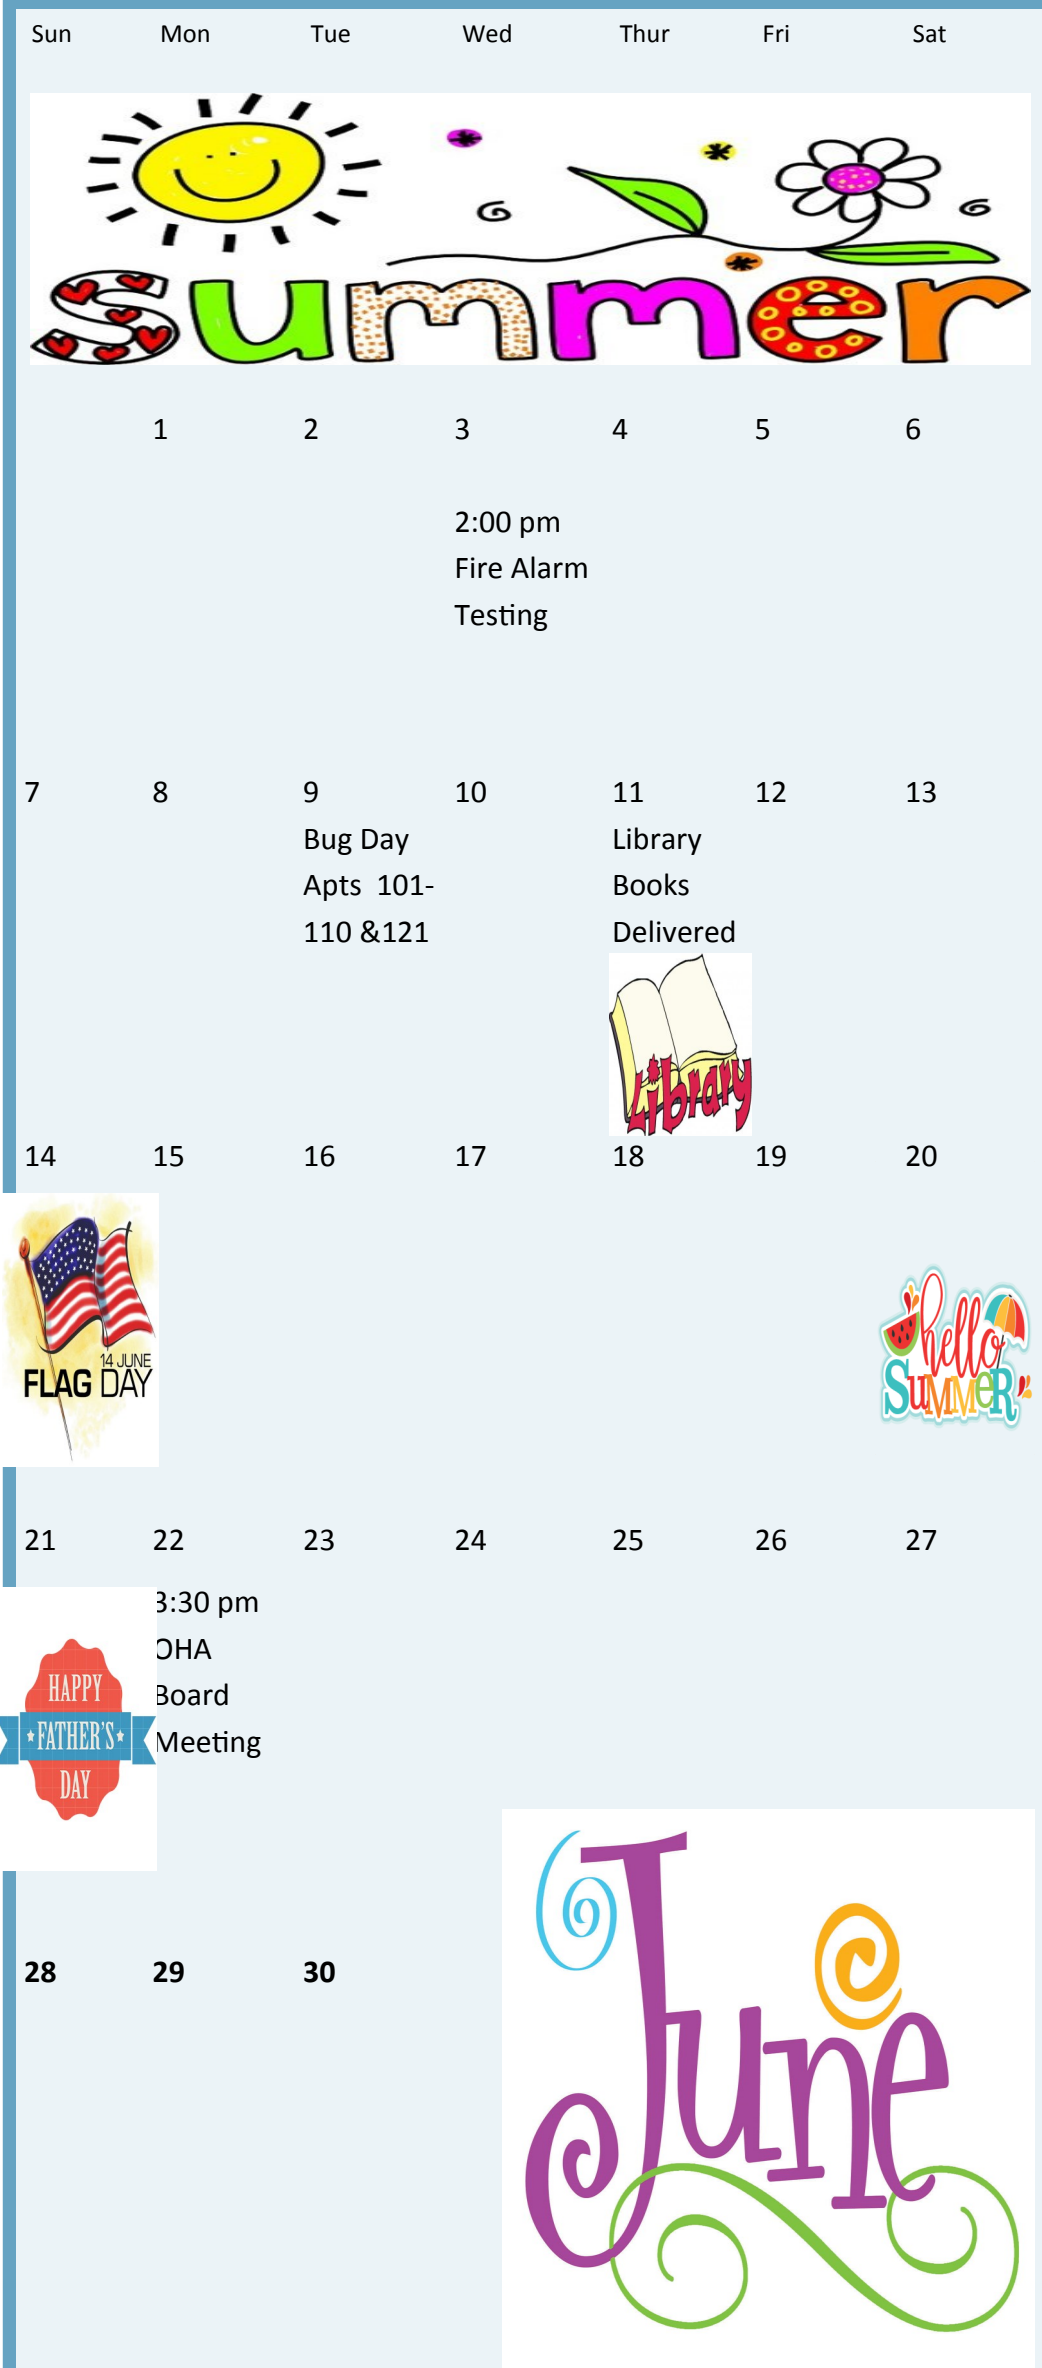 Sun Mon Tue Wed Thur Fri Sat
summer
1 2 3 4 5 6
2:00 pm
Fire Alarm
Testing
7 8 9 10 11 12 13
Bug Day
Apts 101-
110 &121
Library
Books
Delivered
Library
14 15 16 17 18 19 20
14 JUNE
FLAG DAY
hello
SUMMER
21 22 23 24 25 26 27
HAPPY
FATHER'S
DAY
3:30 pm
OHA
Board
Meeting
28 29 30
June